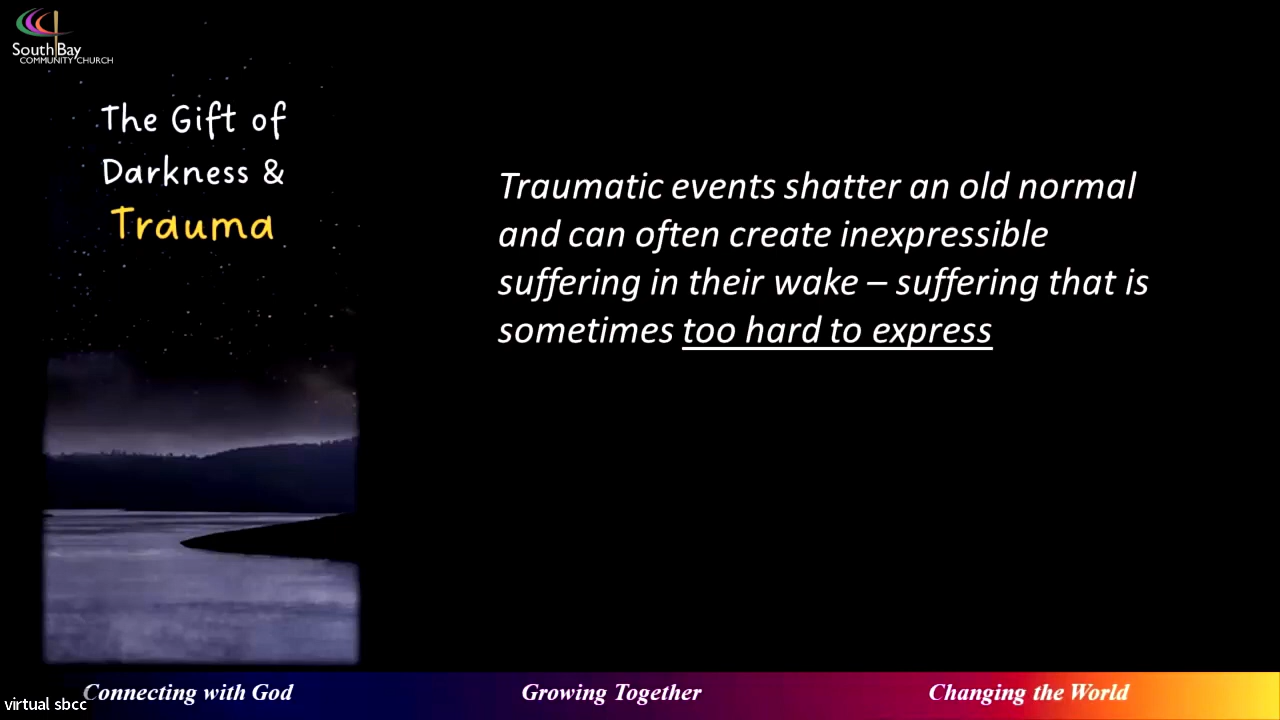 South Bay
COMMUNITY CHURCH
The Gift of
Darkness &
Trauma
Traumatic events shatter an old normal
and can often create inexpressible
suffering in their wake – suffering that is
sometimes too hard to express
Connecting with God
Growing Together
Changing the World
virtual sbcc